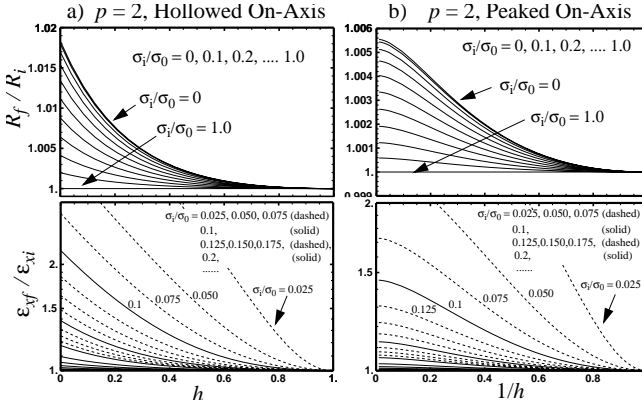 a) p = 2, Hollowed On-Axis
b) p = 2, Peaked On-Axis
1.02
1.015
1.01
1.005
1.
R_f / R_i
σ_i/σ_0 = 0, 0.1, 0.2, .... 1.0
σ_i/σ_0 = 0
σ_i/σ_0 = 1.0
1.006
1.005
1.004
1.003
1.002
1.001
1.
0.999
σ_i/σ_0 = 0, 0.1, 0.2, .... 1.0
σ_i/σ_0 = 0
σ_i/σ_0 = 1.0
ε_xf / ε_xi
2.
1.5
1.
σ_i/σ_0 = 0.025, 0.050, 0.075 (dashed)
0.1, (solid)
0.125,0.150,0.175, (dashed),
0.2, (solid)
......
σ_i/σ_0 = 0.025
0.050
0.075
0.1
0. 0.2 0.4 0.6 0.8 1.
h
2.
1.5
1.
σ_i/σ_0 = 0.025, 0.050, 0.075 (dashed)
0.1, (solid)
0.125,0.150,0.175, (dashed),
0.2, (solid)
......
σ_i/σ_0 = 0.025
0.050
0.075
0.1
0.125
0. 0.2 0.4 0.6 0.8 1.
1/h